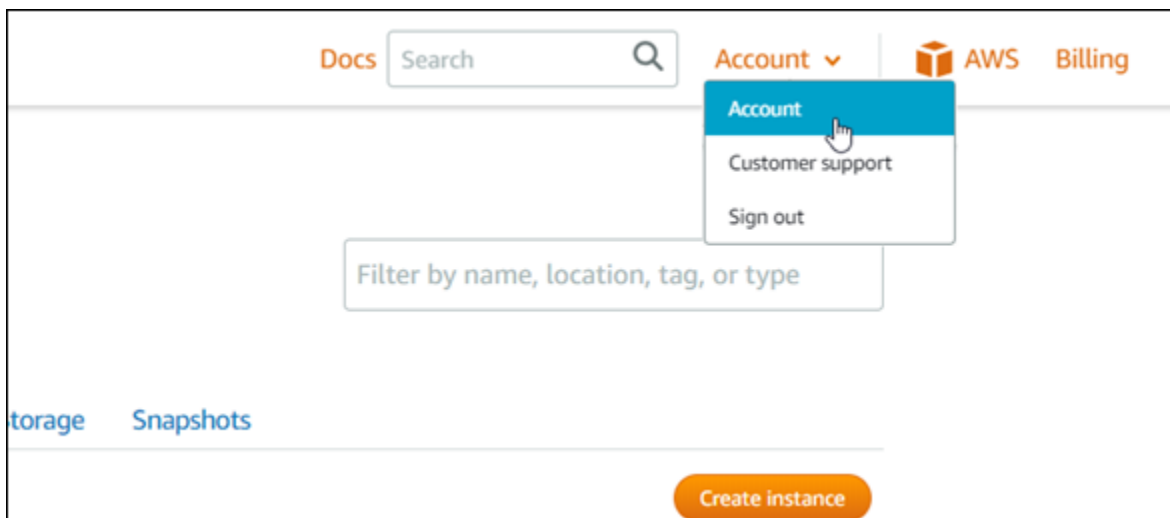 Docs Search Account AWS Billing
Account
Customer support
Sign out
Filter by name, location, tag, or type
torage Snapshots
Create instance